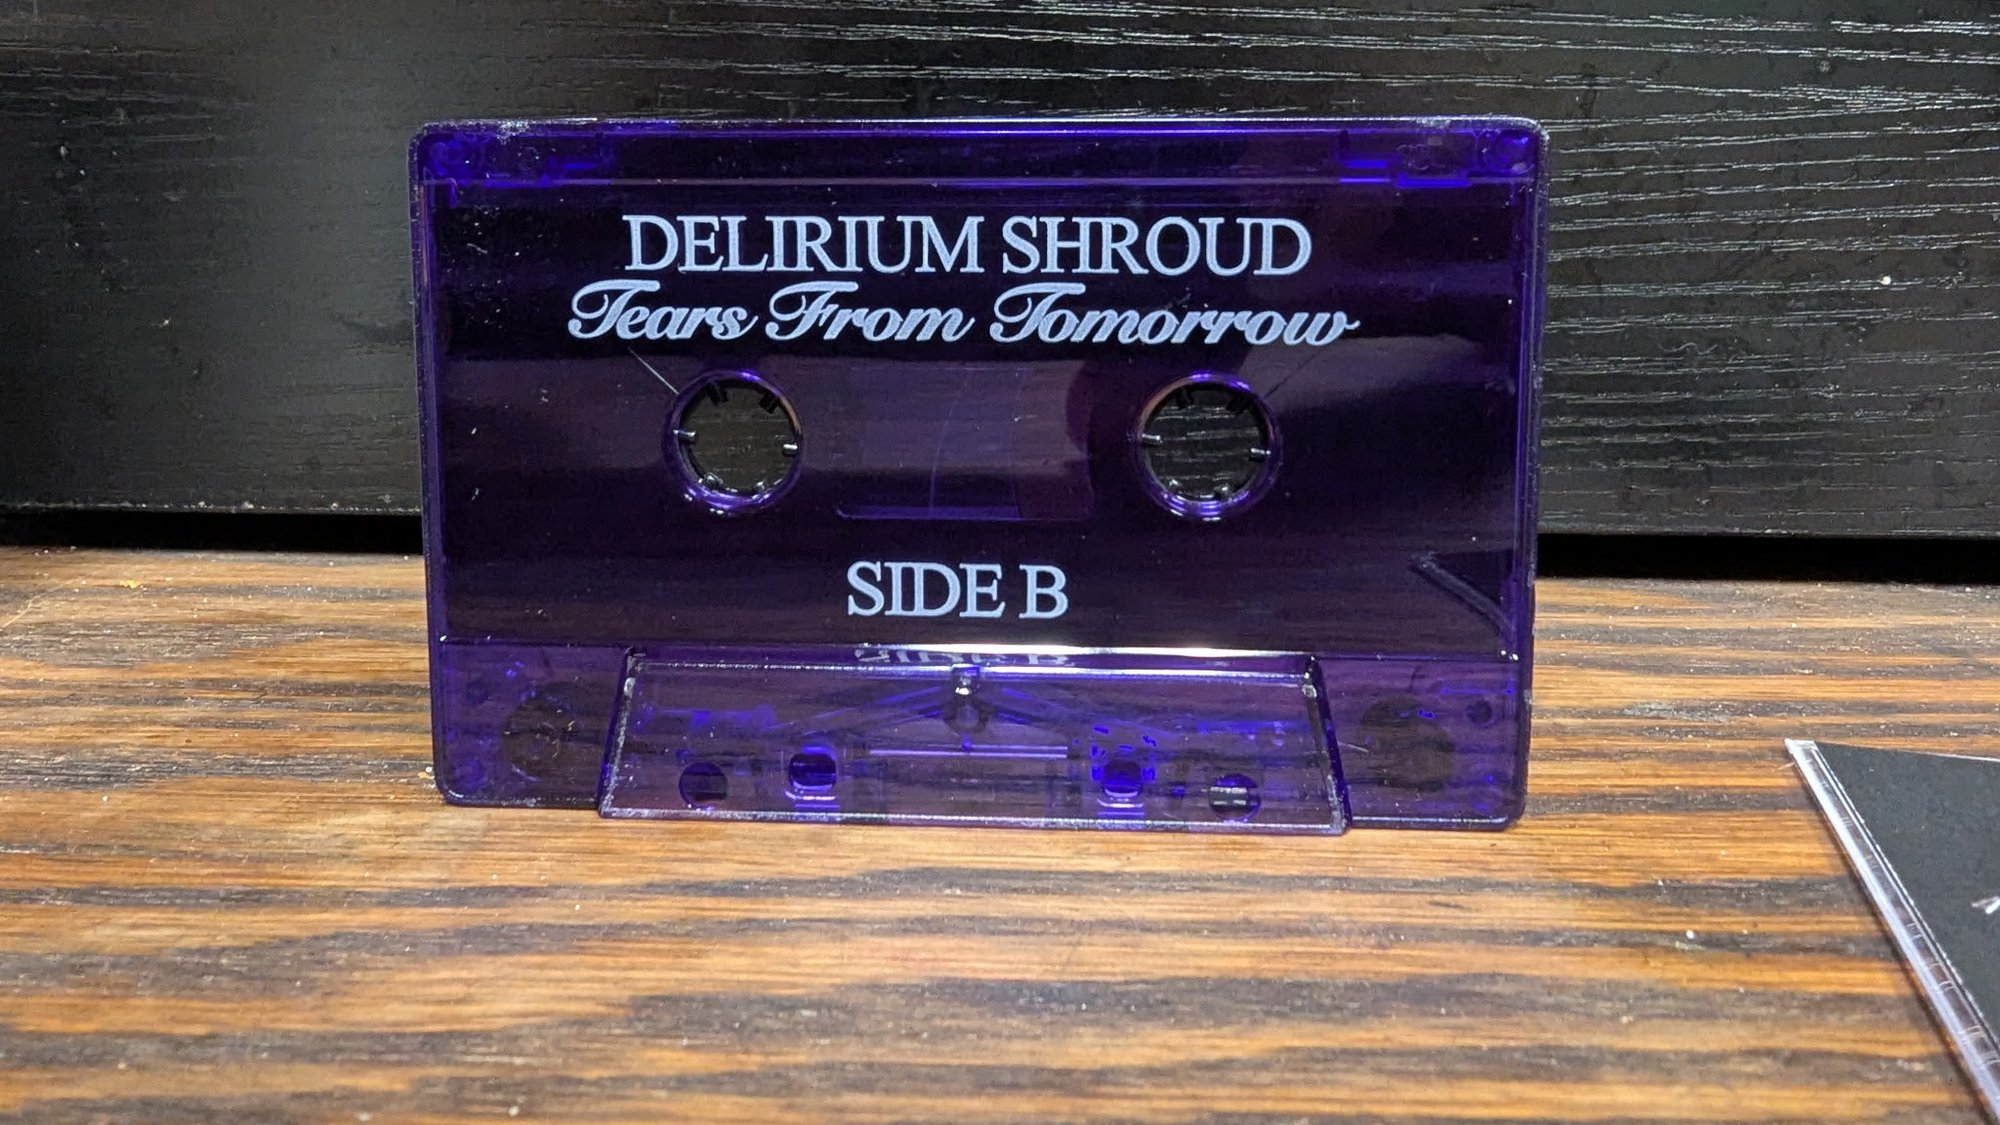 DELIRIUM SHROUD
Tears From Tomorrow
SIDE B